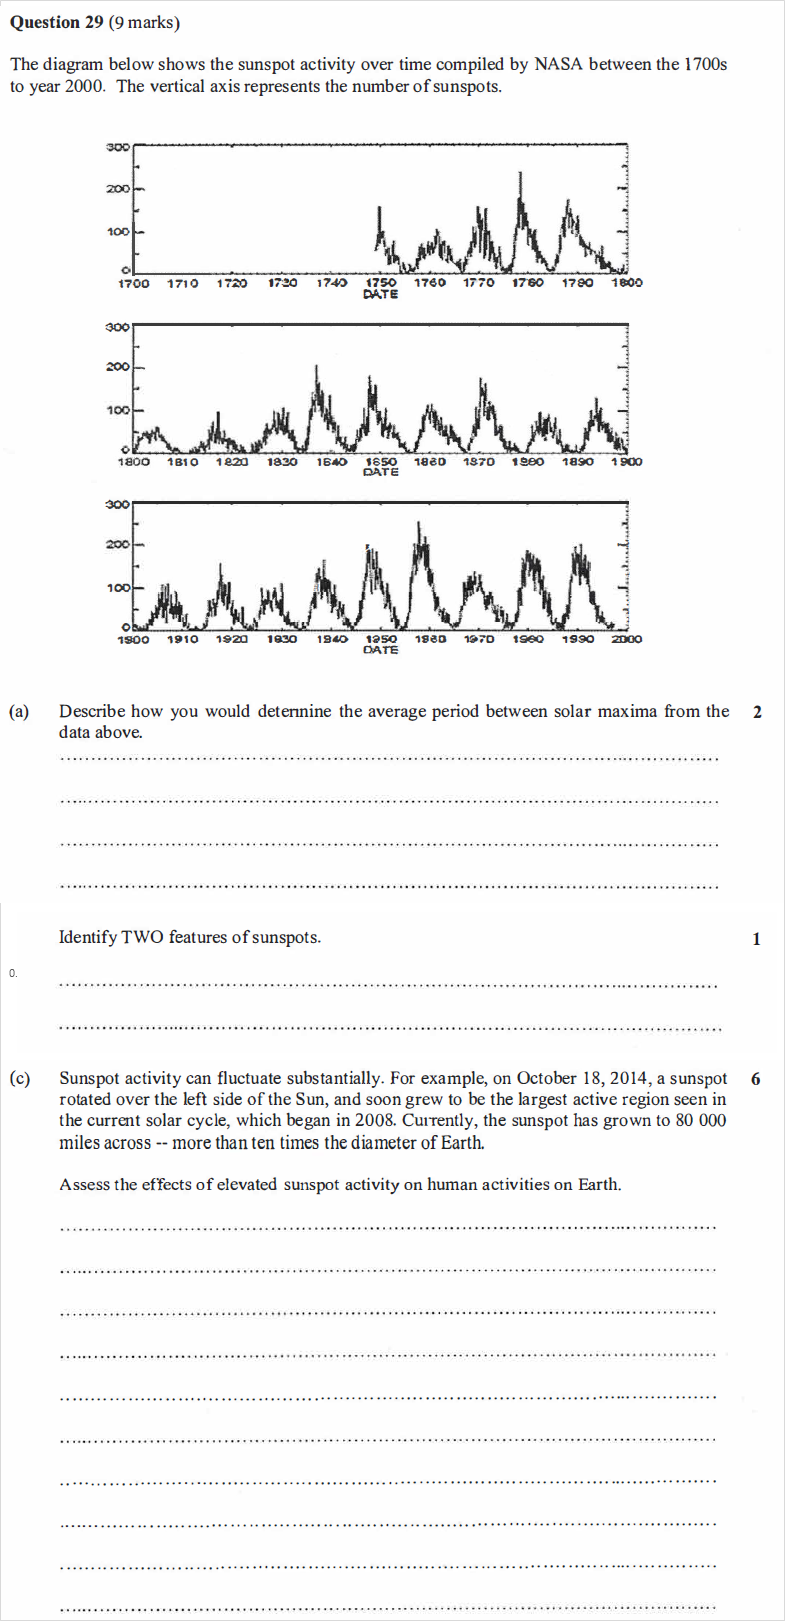 Question 29 (9 marks)
The diagram below shows the sunspot activity over time compiled by NASA between the 1700s
to year 2000. The vertical axis represents the number of sunspots.
300
200
100
0
1700 1710 1720 1730 1740 1750 1760 1770 1780 1790 1800
DATE
300
200
100
0
1800 1810 1820 1830 1840 1850 1860 1870 1880 1890 1900
DATE
300
200
100
0
1900 1910 1920 1930 1940 1950 1960 1970 1980 1990 2000
DATE
(a) Describe how you would determine the average period between solar maxima from the 2
data above.
Identify TWO features of sunspots. 1
0.
(c) Sunspot activity can fluctuate substantially. For example, on October 18, 2014, a sunspot 6
rotated over the left side of the Sun, and soon grew to be the largest active region seen in
the current solar cycle, which began in 2008. Currently, the sunspot has grown to 80 000
miles across -- more than ten times the diameter of Earth.
Assess the effects of elevated sunspot activity on human activities on Earth.